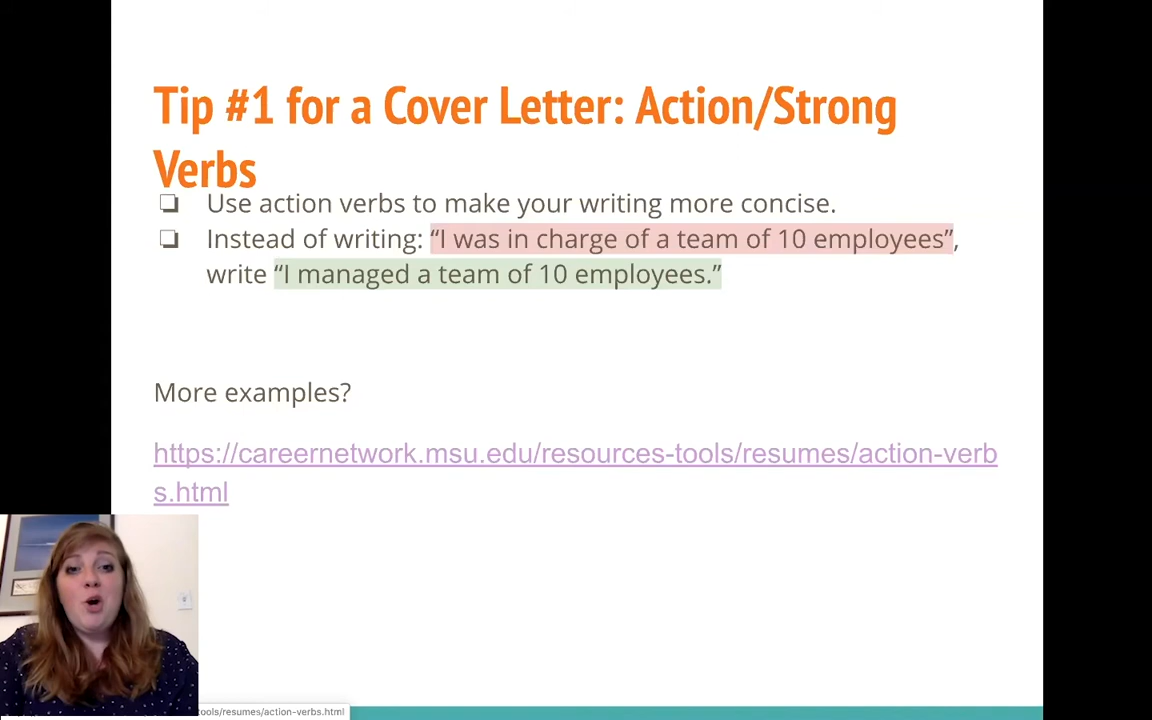 Tip #1 for a Cover Letter: Action/Strong
Verbs
❏ Use action verbs to make your writing more concise.
❏ Instead of writing: “I was in charge of a team of 10 employees”,
write “I managed a team of 10 employees.”
More examples?
https://careernetwork.msu.edu/resources-tools/resumes/action-verb
s.html
tools/resumes/action-verbs.html